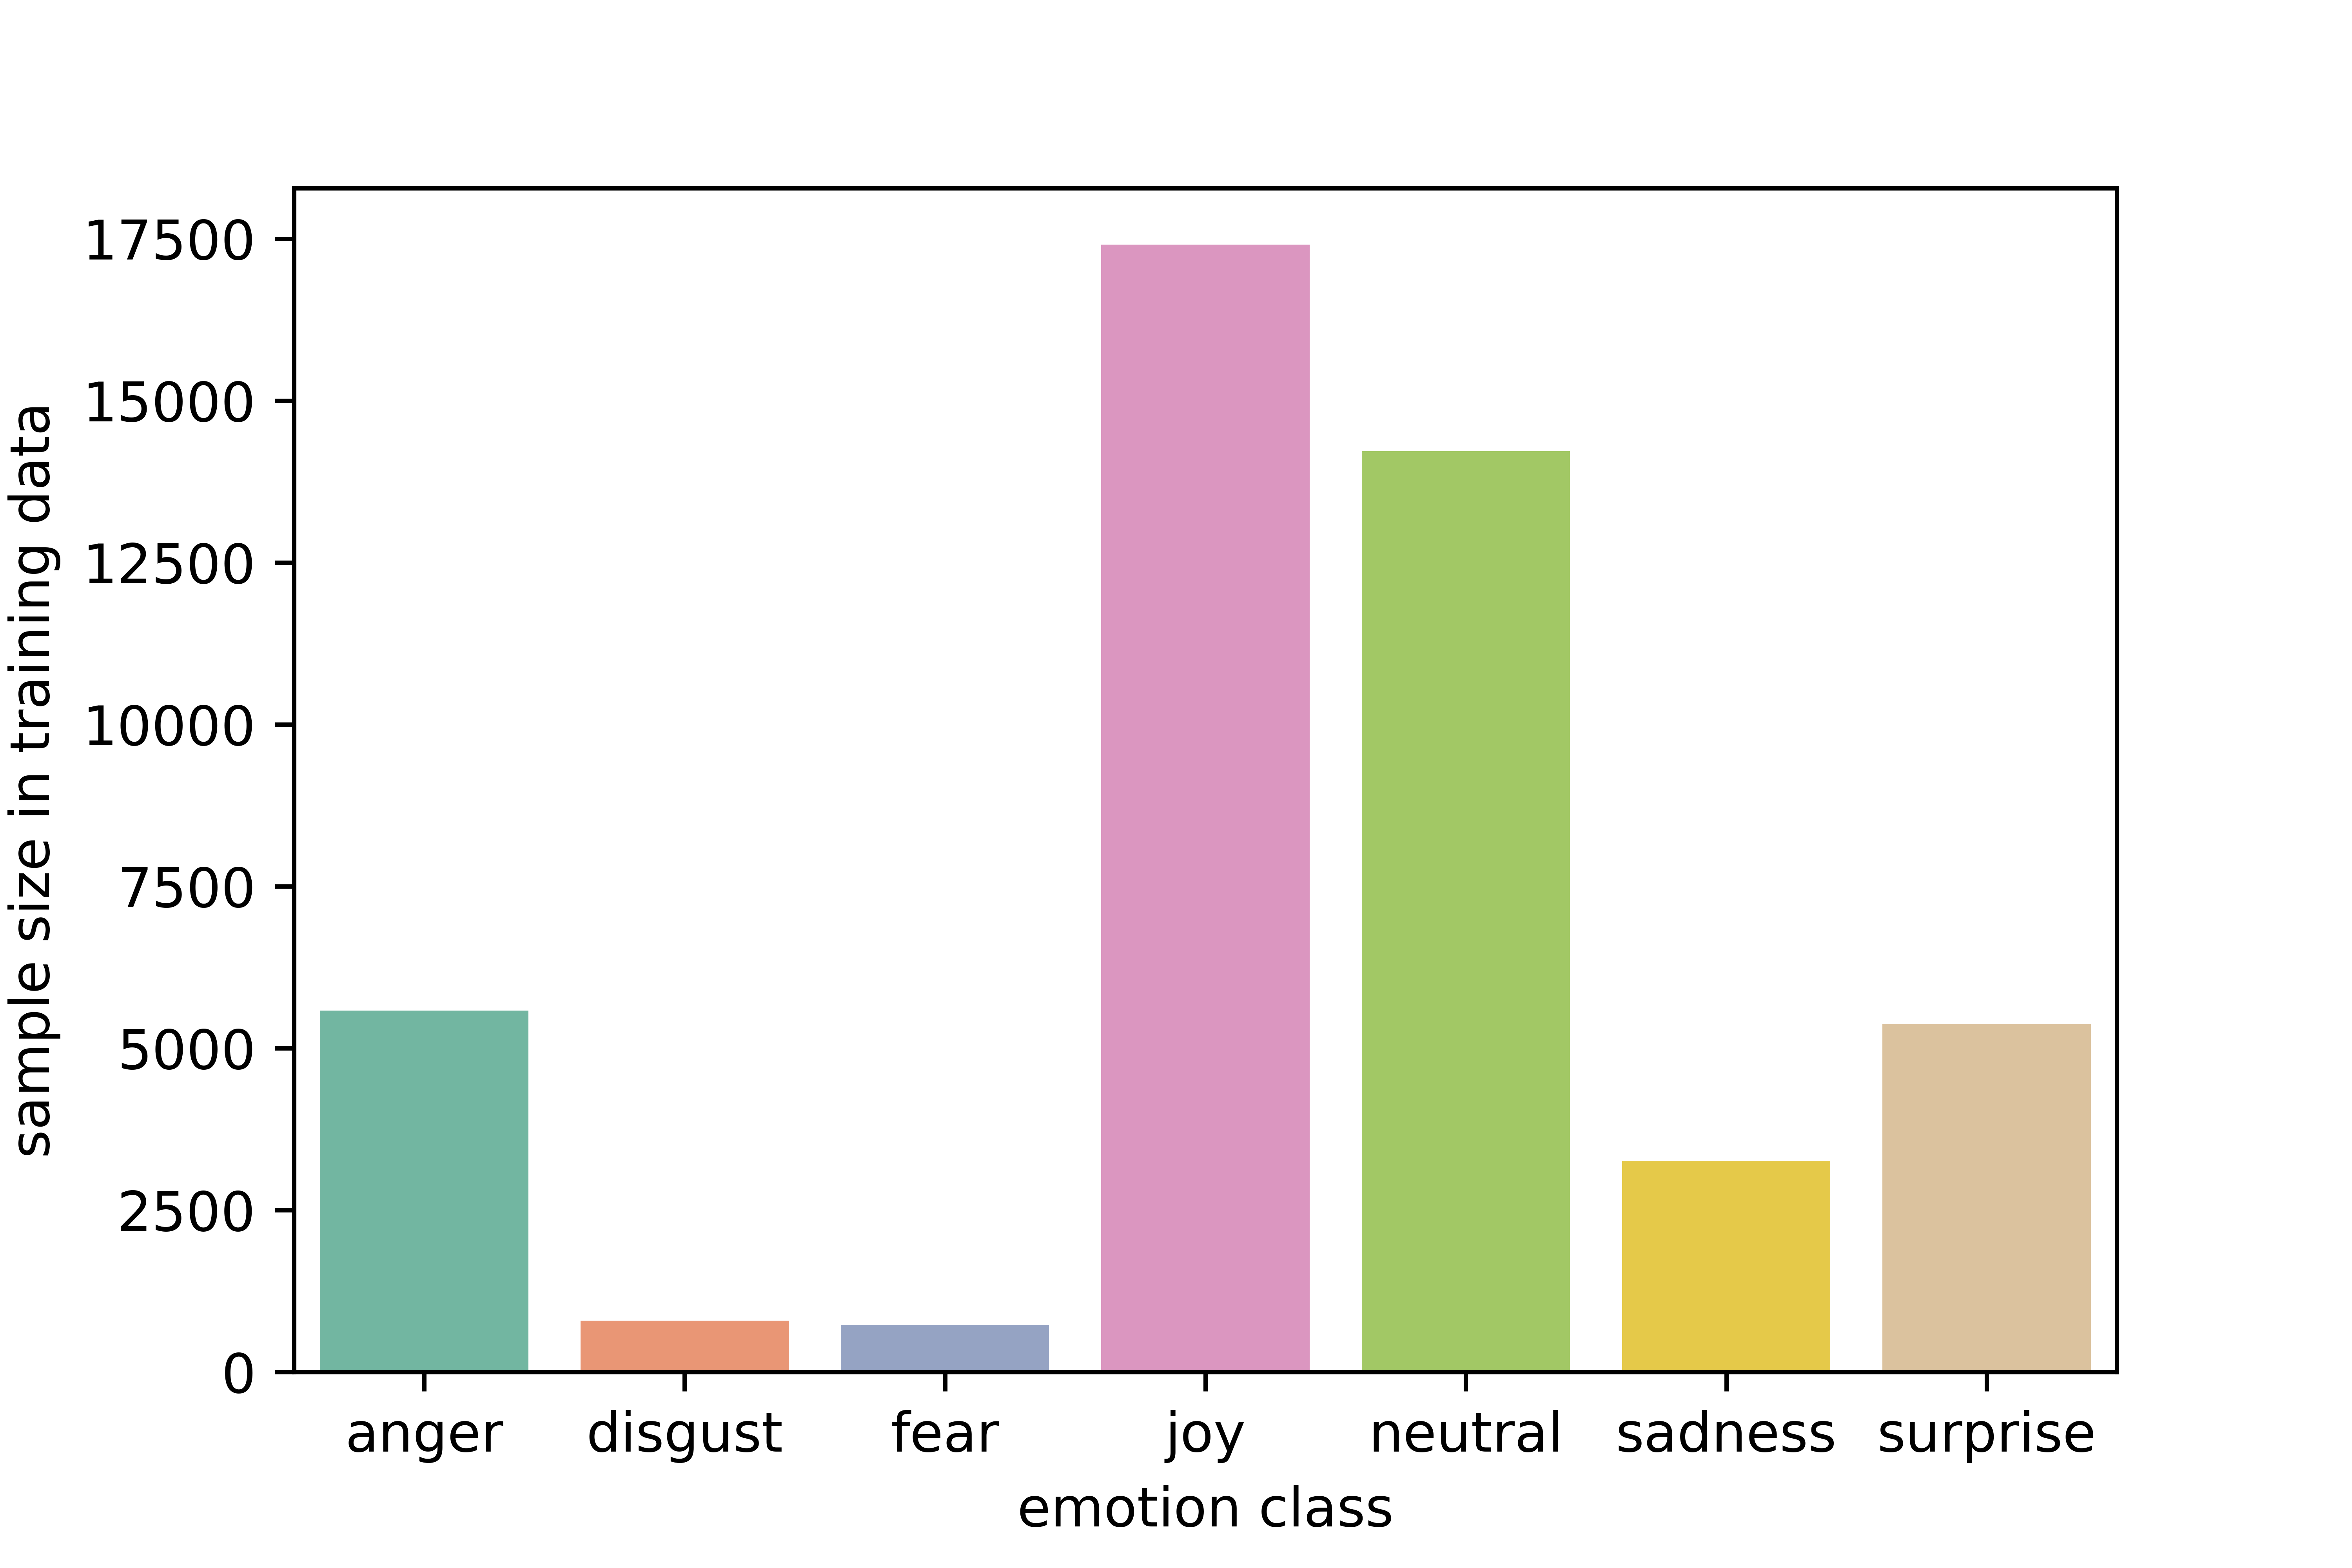 17500
15000
12500
10000
7500
5000
2500
0
sample size in training data
anger disgust fear joy neutral sadness surprise
emotion class